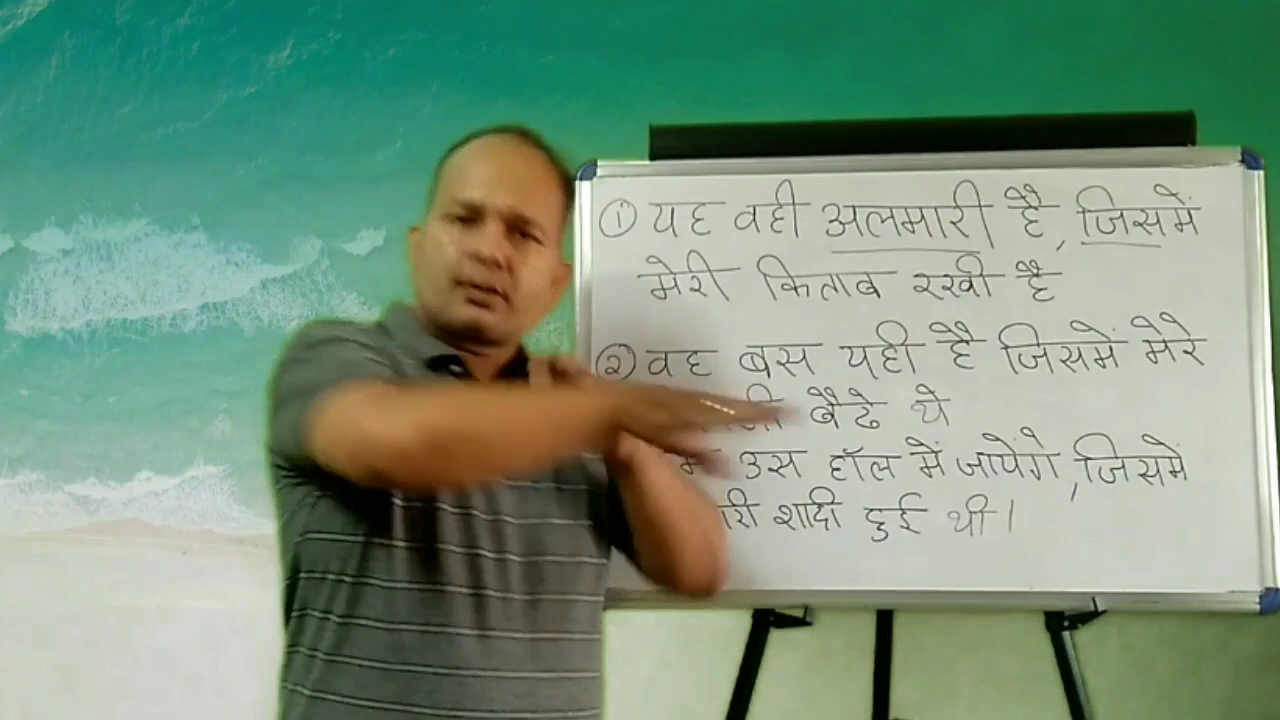 ① यह वही अलमारी है, जिसमें
मेरी किताब रखी है
② वह बस यही है जिसमें मेरे
बैठे थे
उस हॉल में जायेंगे, जिसमें
शादी हुई थी।